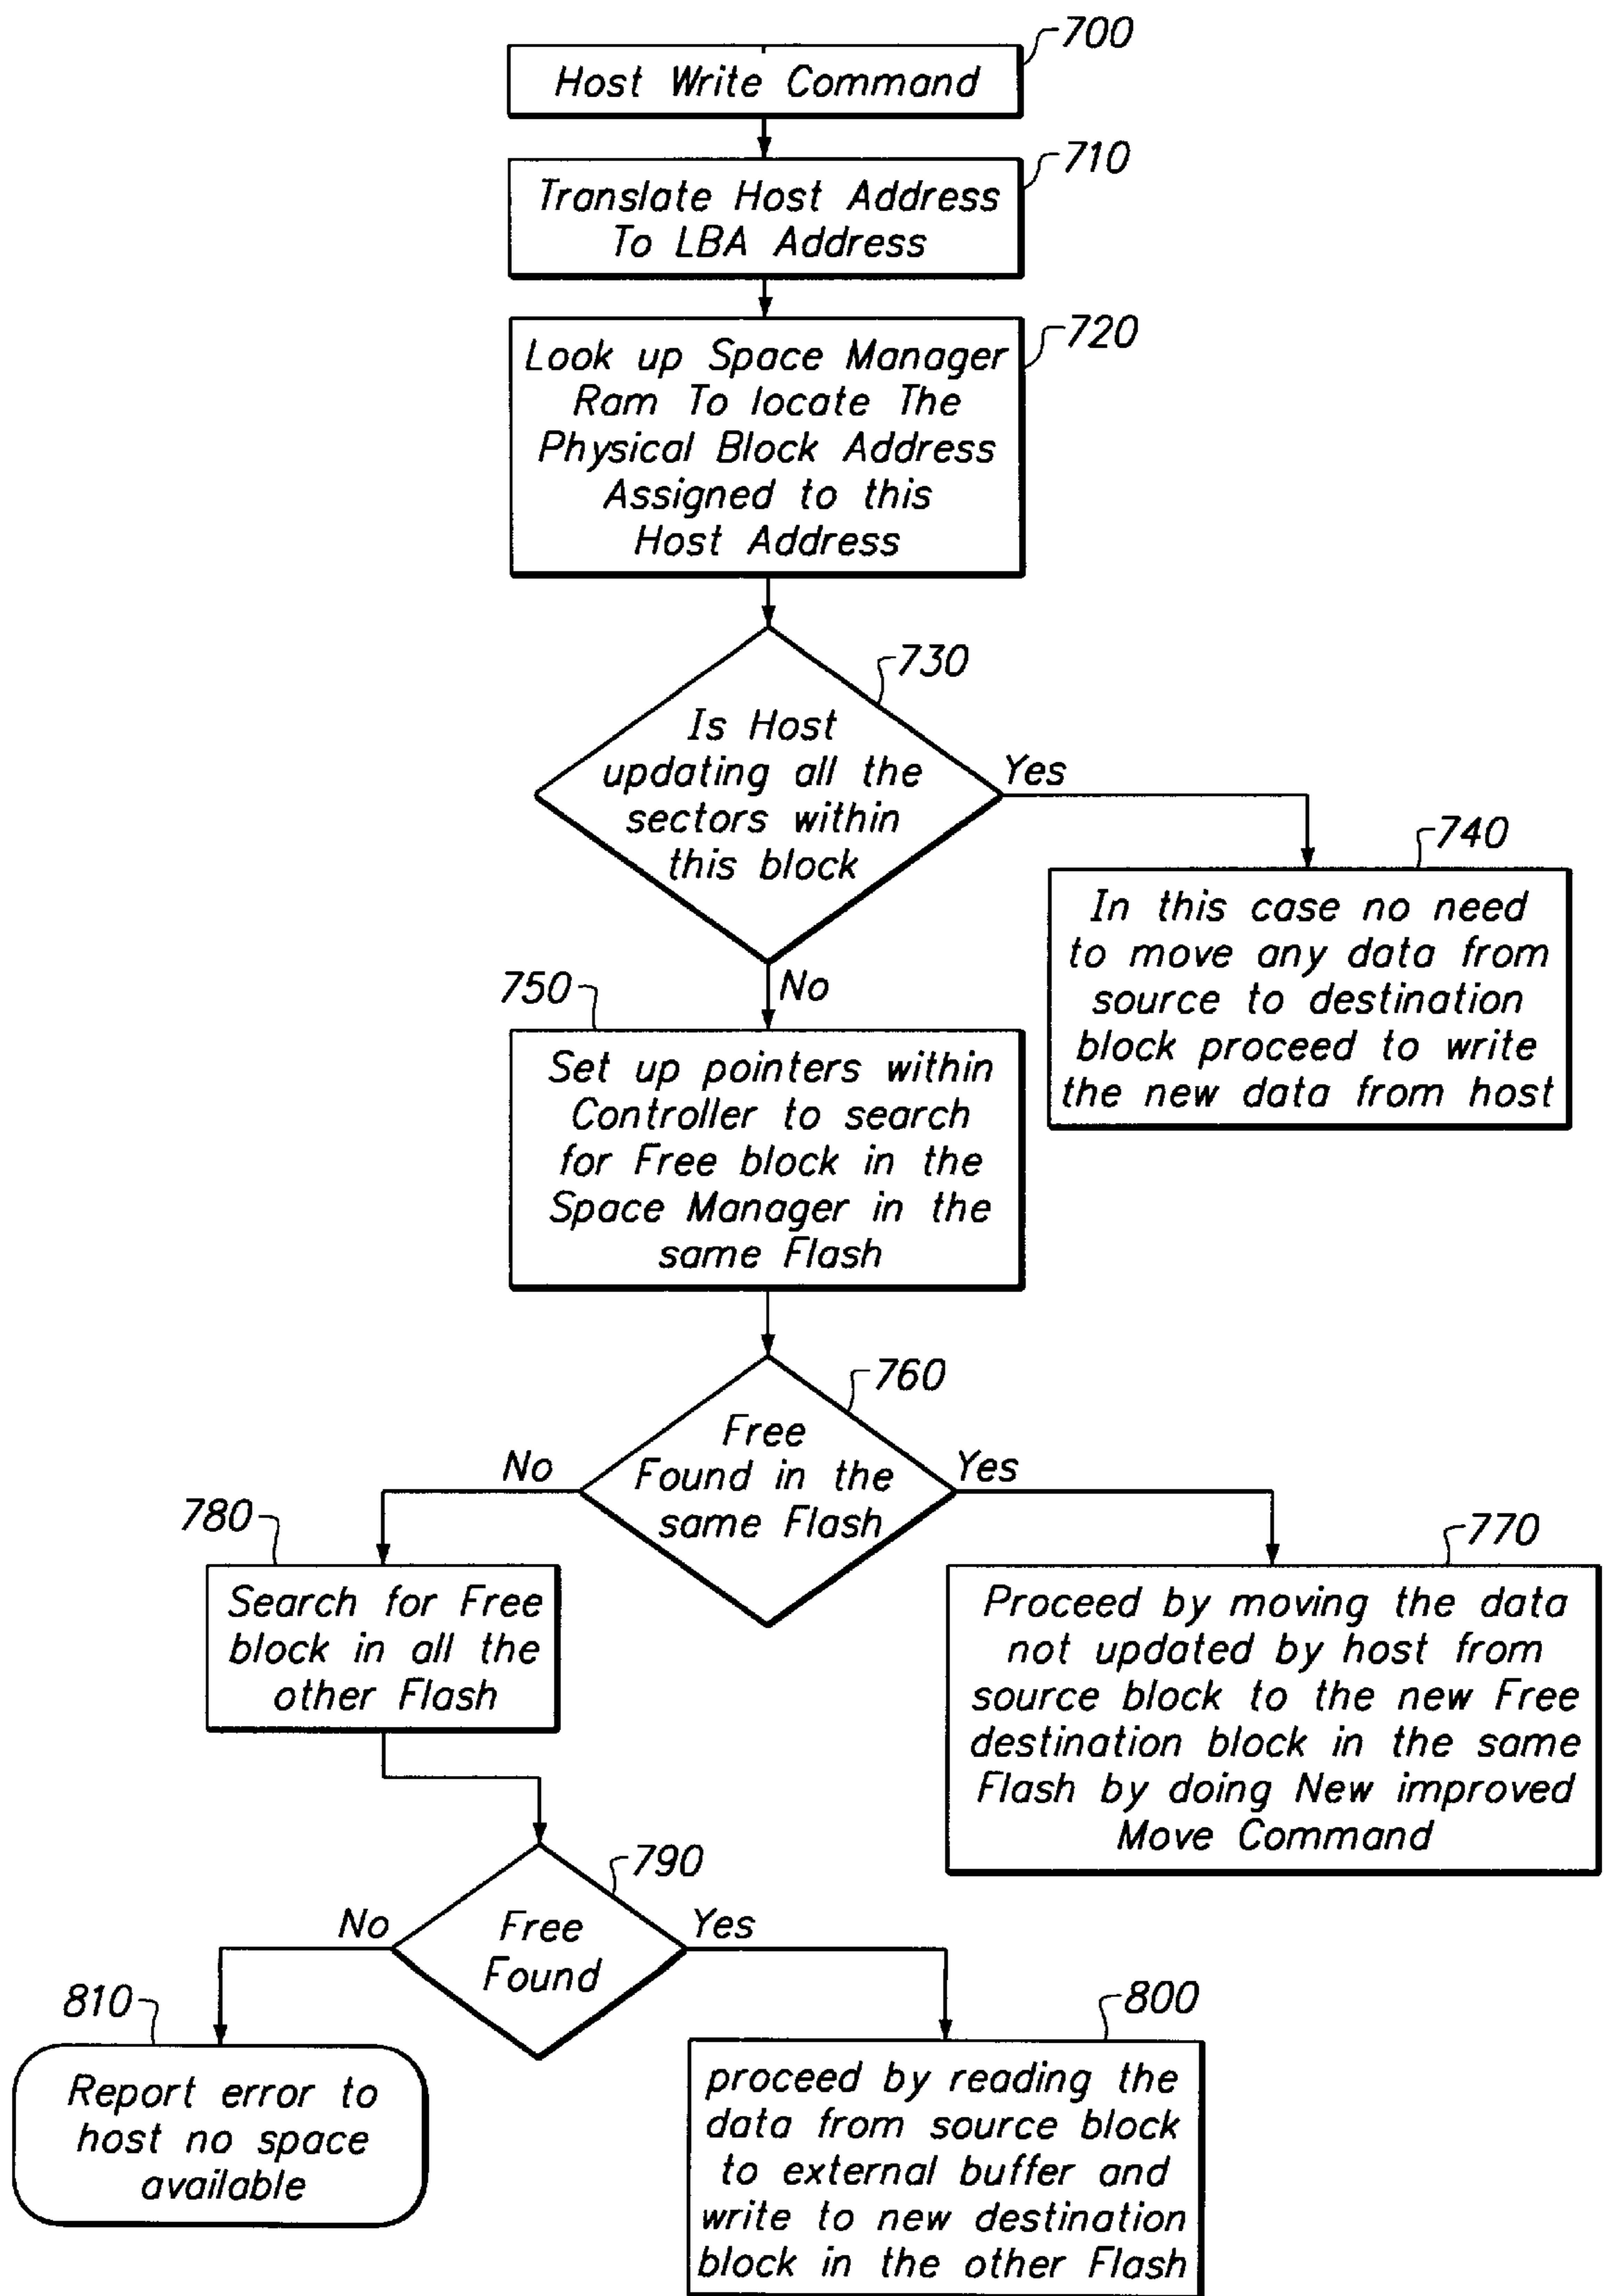 700
Host Write Command
710
Translate Host Address
To LBA Address
720
Look up Space Manager
Ram To locate The
Physical Block Address
Assigned to this
Host Address
730
Is Host
updating all the
sectors within
this block
Yes
740
In this case no need
to move any data from
source to destination
block proceed to write
the new data from host
No
750
Set up pointers within
Controller to search
for Free block in the
Space Manager in the
same Flash
760
Free
Found in the
same Flash
No
Yes
780
Search for Free
block in all the
other Flash
770
Proceed by moving the data
not updated by host from
source block to the new Free
destination block in the same
Flash by doing New improved
Move Command
790
Free
Found
No
Yes
810
Report error to
host no space
available
800
proceed by reading the
data from source block
to external buffer and
write to new destination
block in the other Flash